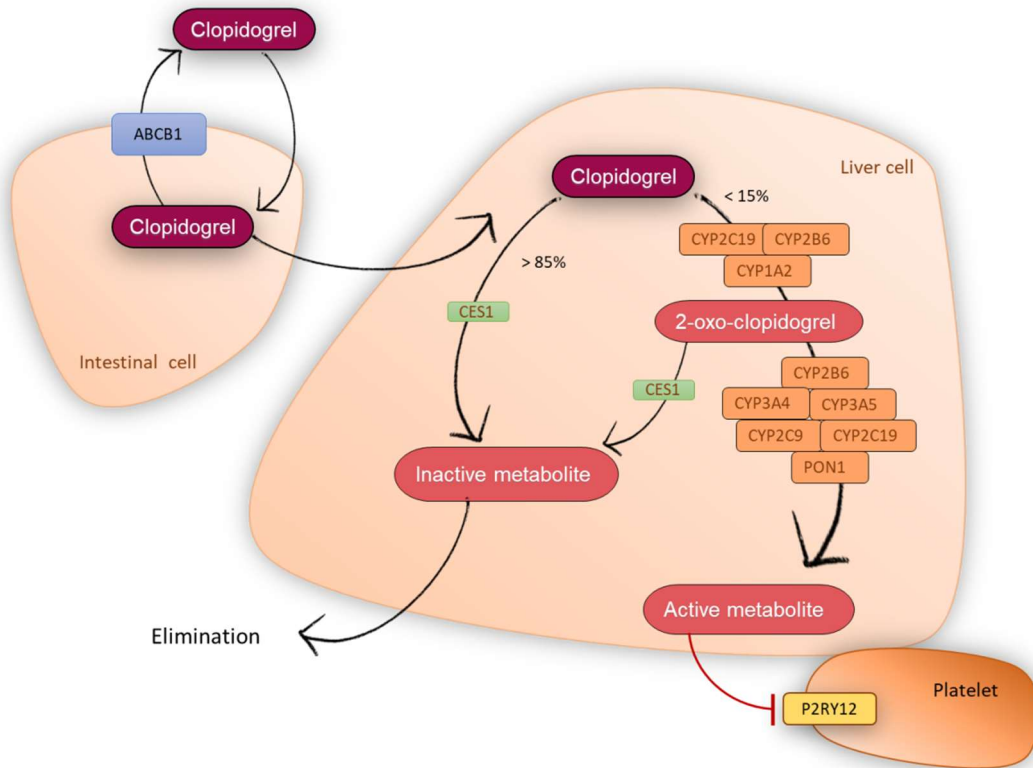 Clopidogrel
ABCB1
Clopidogrel
Intestinal cell
Liver cell
Clopidogrel
< 15%
> 85%
CYP2C19
CYP2B6
CYP1A2
CES1
2-oxo-clopidogrel
CES1
CYP2B6
CYP3A4
CYP3A5
CYP2C9
CYP2C19
PON1
Inactive metabolite
Elimination
Active metabolite
P2RY12
Platelet